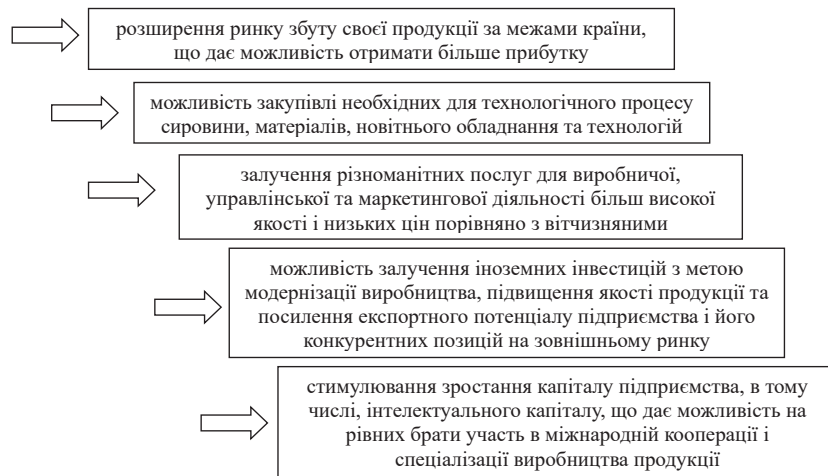 розширення ринку збуту своєї продукції за межами країни,
що дає можливість отримати більше прибутку
можливість закупівлі необхідних для технологічного процесу
сировини, матеріалів, новітнього обладнання та технологій
залучення різноманітних послуг для виробничої,
управлінської та маркетингової діяльності більш високої
якості і низьких цін порівняно з вітчизняними
можливість залучення іноземних інвестицій з метою
модернізації виробництва, підвищення якості продукції та
посилення експортного потенціалу підприємства і його
конкурентних позицій на зовнішньому ринку
стимулювання зростання капіталу підприємства, в тому
числі, інтелектуального капіталу, що дає можливість на
рівних брати участь в міжнародній кооперації і
спеціалізації виробництва продукції